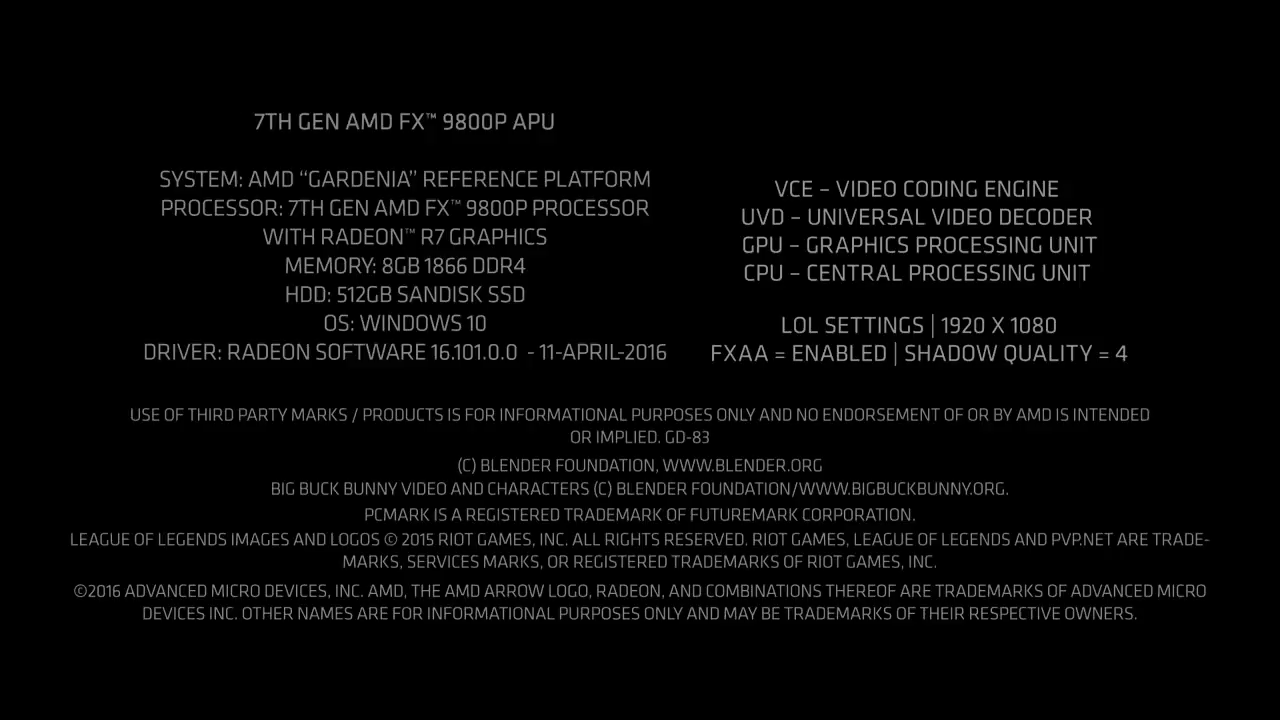 7TH GEN AMD FX™ 9800P APU
SYSTEM: AMD “GARDENIA” REFERENCE PLATFORM
PROCESSOR: 7TH GEN AMD FX™ 9800P PROCESSOR
WITH RADEON™ R7 GRAPHICS
MEMORY: 8GB 1866 DDR4
HDD: 512GB SANDISK SSD
OS: WINDOWS 10
DRIVER: RADEON SOFTWARE 16.101.0.0 - 11-APRIL-2016
VCE – VIDEO CODING ENGINE
UVD – UNIVERSAL VIDEO DECODER
GPU – GRAPHICS PROCESSING UNIT
CPU – CENTRAL PROCESSING UNIT
LOL SETTINGS | 1920 X 1080
FXAA = ENABLED | SHADOW QUALITY = 4
USE OF THIRD PARTY MARKS / PRODUCTS IS FOR INFORMATIONAL PURPOSES ONLY AND NO ENDORSEMENT OF OR BY AMD IS INTENDED
OR IMPLIED. GD-83
(C) BLENDER FOUNDATION, WWW.BLENDER.ORG
BIG BUCK BUNNY VIDEO AND CHARACTERS (C) BLENDER FOUNDATION/WWW.BIGBUCKBUNNY.ORG.
PCMARK IS A REGISTERED TRADEMARK OF FUTUREMARK CORPORATION.
LEAGUE OF LEGENDS IMAGES AND LOGOS © 2015 RIOT GAMES, INC. ALL RIGHTS RESERVED. RIOT GAMES, LEAGUE OF LEGENDS AND PVP.NET ARE TRADE-
MARKS, SERVICES MARKS, OR REGISTERED TRADEMARKS OF RIOT GAMES, INC.
©2016 ADVANCED MICRO DEVICES, INC. AMD, THE AMD ARROW LOGO, RADEON, AND COMBINATIONS THEREOF ARE TRADEMARKS OF ADVANCED MICRO
DEVICES INC. OTHER NAMES ARE FOR INFORMATIONAL PURPOSES ONLY AND MAY BE TRADEMARKS OF THEIR RESPECTIVE OWNERS.